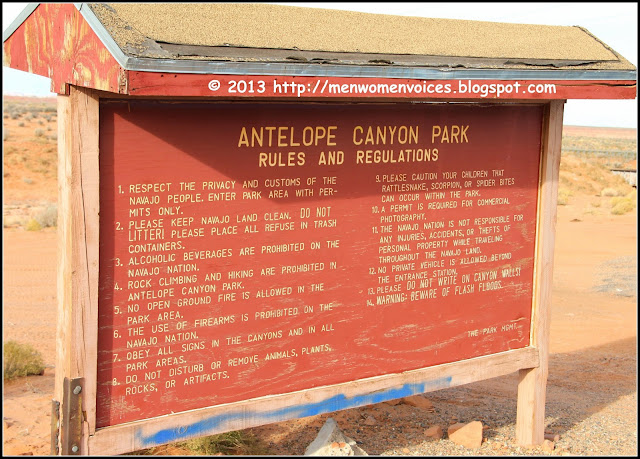 © 2013 http://menwomenvoices.blogspot.com
ANTELOPE CANYON PARK
RULES AND REGULATIONS
1. RESPECT THE PRIVACY AND CUSTOMS OF THE
NAVAJO PEOPLE. ENTER PARK AREA WITH PER-
MITS ONLY.
2. PLEASE KEEP NAVAJO LAND CLEAN. DO NOT
LITTER! PLEASE PLACE ALL REFUSE IN TRASH
CONTAINERS.
3. ALCOHOLIC BEVERAGES ARE PROHIBITED ON THE
NAVAJO NATION.
4. ROCK CLIMBING AND HIKING ARE PROHIBITED IN
ANTELOPE CANYON PARK.
5. NO OPEN GROUND FIRE IS ALLOWED IN THE
PARK AREA.
6. THE USE OF FIREARMS IS PROHIBITED ON THE
NAVAJO NATION.
7. OBEY ALL SIGNS IN THE CANYONS AND IN ALL
PARK AREAS.
8. DO NOT DISTURB OR REMOVE ANIMALS, PLANTS,
ROCKS, OR ARTIFACTS.
9. PLEASE CAUTION YOUR CHILDREN THAT
RATTLESNAKE, SCORPION, OR SPIDER BITES
CAN OCCUR WITHIN THE PARK.
10. A PERMIT IS REQUIRED FOR COMMERCIAL
PHOTOGRAPHY.
11. THE NAVAJO NATION IS NOT RESPONSIBLE FOR
ANY INJURIES, ACCIDENTS, OR THEFTS OF
PERSONAL PROPERTY WHILE TRAVELING
THROUGHOUT THE NAVAJO LAND.
12. NO PRIVATE VEHICLE IS ALLOWED BEYOND
THE ENTRANCE STATION.
13. PLEASE DO NOT WRITE ON CANYON WALLS!
14. WARNING: BEWARE OF FLASH FLOODS.
THE PARK MGMT.